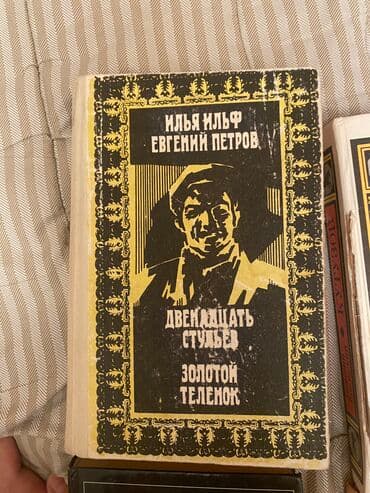 ИЛЬЯ ИЛЬФ
ЕВГЕНИЙ ПЕТРОВ
ДВЕНАДЦАТЬ
СТУЛЬЕВ
ЗОЛОТОЙ
ТЕЛЕНОК